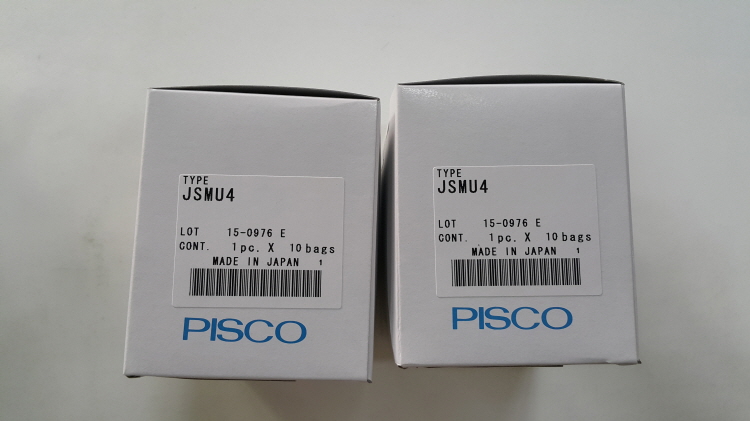 TYPE
JSMU4
LOT 15-0976 E
CONT. 1pc. X 10bags
MADE IN JAPAN 1
PISCO
TYPE
JSMU4
LOT 15-0976 E
CONT. 1pc. X 10bags
MADE IN JAPAN 1
PISCO